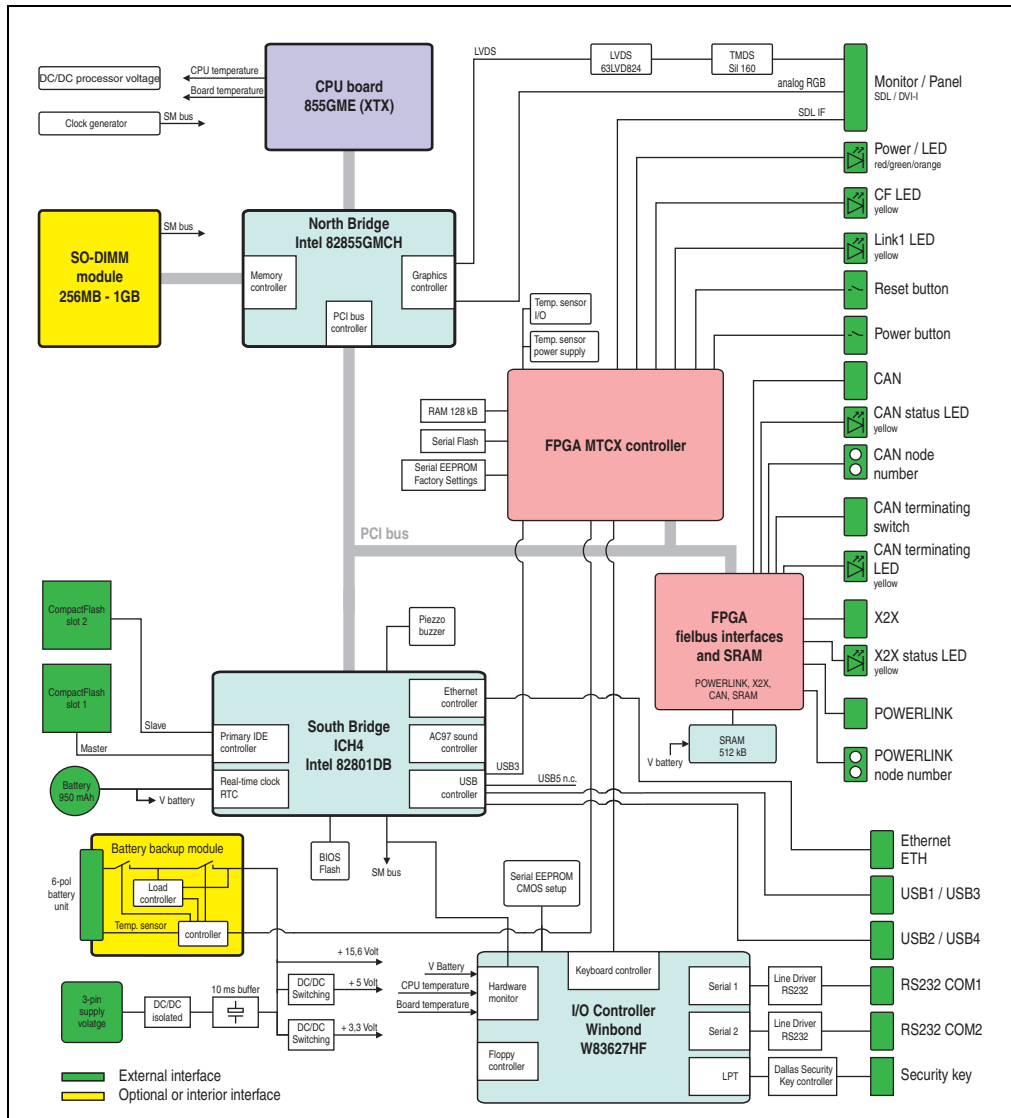 DC/DC processor voltage
CPU temperature
Board temperature
Clock generator
SM bus
CPU board
855GME (XTX)
LVDS
LVDS
63LVD824
TMDS
Sil 160
analog RGB
SDL IF
Monitor / Panel
SDL / DVI-I
Power / LED
red/green/orange
CF LED
yellow
Link1 LED
yellow
Reset button
Power button
CAN
CAN status LED
yellow
CAN node
number
CAN terminating
switch
CAN terminating
LED
yellow
X2X
X2X status LED
yellow
POWERLINK
POWERLINK
node number
SO-DIMM
module
256MB - 1GB
SM bus
North Bridge
Intel 82855GMCH
Memory
controller
Graphics
controller
PCI bus
controller
Temp. sensor
I/O
Temp. sensor
power supply
RAM 128 kB
Serial Flash
Serial EEPROM
Factory Settings
FPGA MTCX controller
PCI bus
FPGA
fielbus interfaces
and SRAM
POWERLINK, X2X,
CAN, SRAM
SRAM
512 kB
V battery
CompactFlash
slot 2
CompactFlash
slot 1
Slave
Master
Piezzo
buzzer
South Bridge
ICH4
Intel 82801DB
Primary IDE
controller
Real-time clock
RTC
Ethernet
controller
AC97 sound
controller
USB
controller
USB3
USB5 n.c.
Battery
950 mAh
V battery
BIOS
Flash
SM bus
Battery backup module
6-pol
battery
unit
Load
controller
Temp. sensor
controller
Serial EEPROM
CMOS setup
+ 15,6 Volt
DC/DC
Switching
+ 5 Volt
DC/DC
Switching
+ 3,3 Volt
3-pin
supply
volatge
DC/DC
isolated
10 ms buffer
V Battery
CPU temperature
Board temperature
Hardware
monitor
Keyboard controller
Floppy
controller
I/O Controller
Winbond
W83627HF
Serial 1
Serial 2
LPT
Line Driver
RS232
Line Driver
RS232
Dallas Security
Key controller
Ethernet
ETH
USB1 / USB3
USB2 / USB4
RS232 COM1
RS232 COM2
Security key
External interface
Optional or interior interface